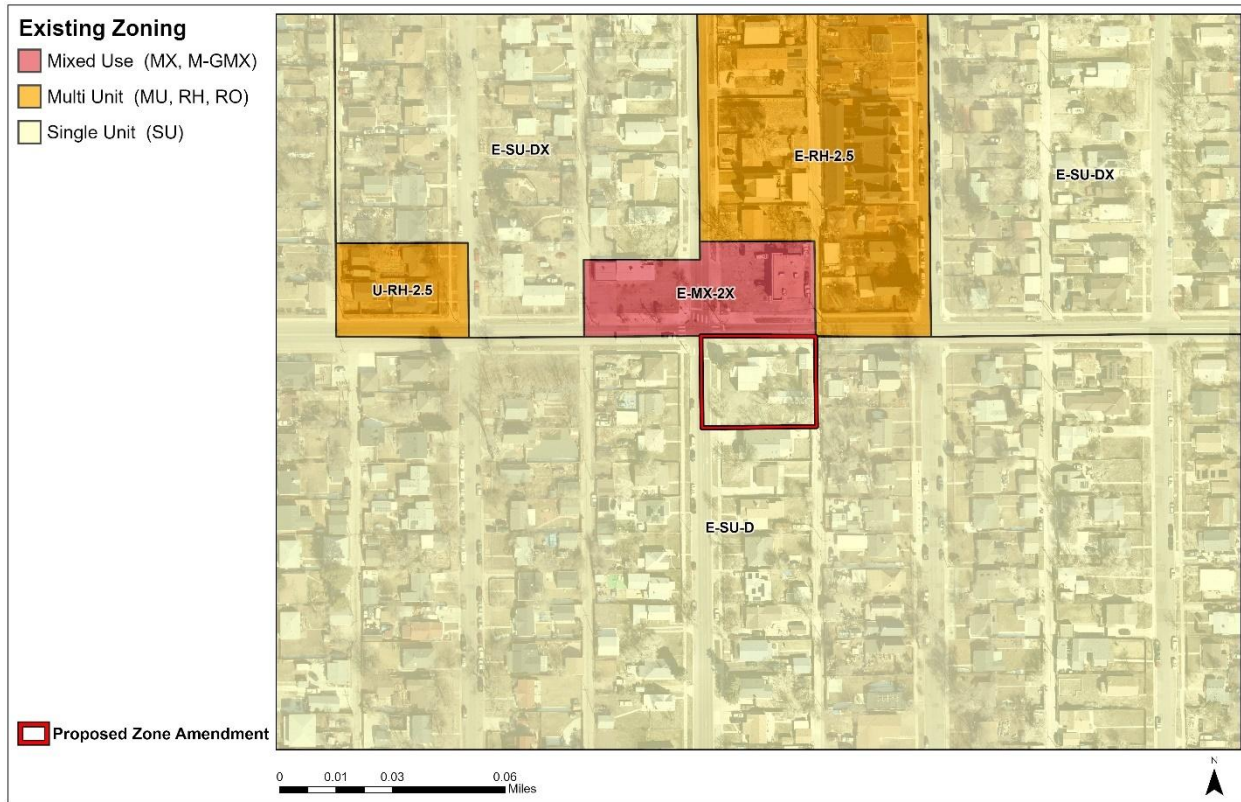 Existing Zoning
Mixed Use (MX, M-GMX)
Multi Unit (MU, RH, RO)
Single Unit (SU)
E-SU-DX
E-RH-2.5
E-SU-DX
U-RH-2.5
E-MX-2X
E-SU-D
Proposed Zone Amendment
0 0.01 0.03 0.06
Miles
N